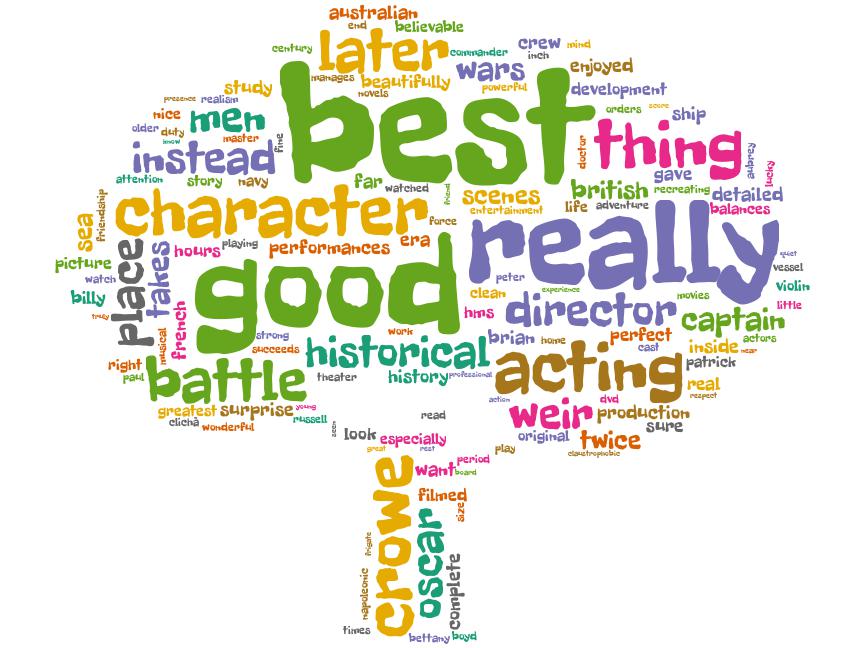 australian
end
believable
century
later
commander
crew
mind
inch
manages
beautifully
wars
enjoyed
novels
powerful
development
study
best
presence
realism
nice
men
orders
score
ship
older
duty
know
master
fine
thing
doctor
instead
aubrey
lucky
attention
story
navy
far
watched
friend
gave
british
recreating
detailed
scenes
entertainment
life
adventure
balances
sea
friendship
character
force
really
place
takes
hours
playing
performances
era
picture
watch
billy
truly
good
peter
quiet
vessel
violin
little
experience
clean
movies
hms
director
captain
french
musical
strong
work
succeeds
historical
brian
home
perfect
cast
inside
actors
near
right
paul
battle
theater
history
professional
acting
patrick
real
respect
greatest
surprise
young
russell
clichã
wonderful
seen
read
action
weir
dvd
production
sure
look
especially
original
twice
great
rest
play
claustrophobic
period
want
board
crowe
filmed
size
oscar
frigate
napoleonic
complete
times
bettany
boyd